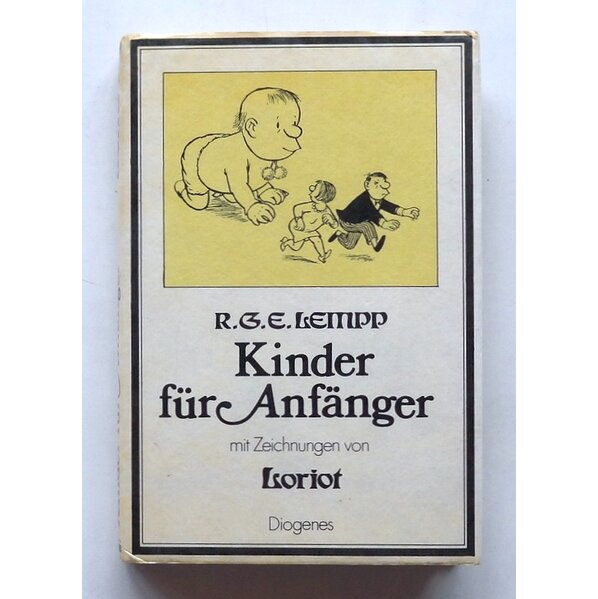 R.G.E. LEMPP
Kinder
für Anfänger
mit Zeichnungen von
Loriot
Diogenes